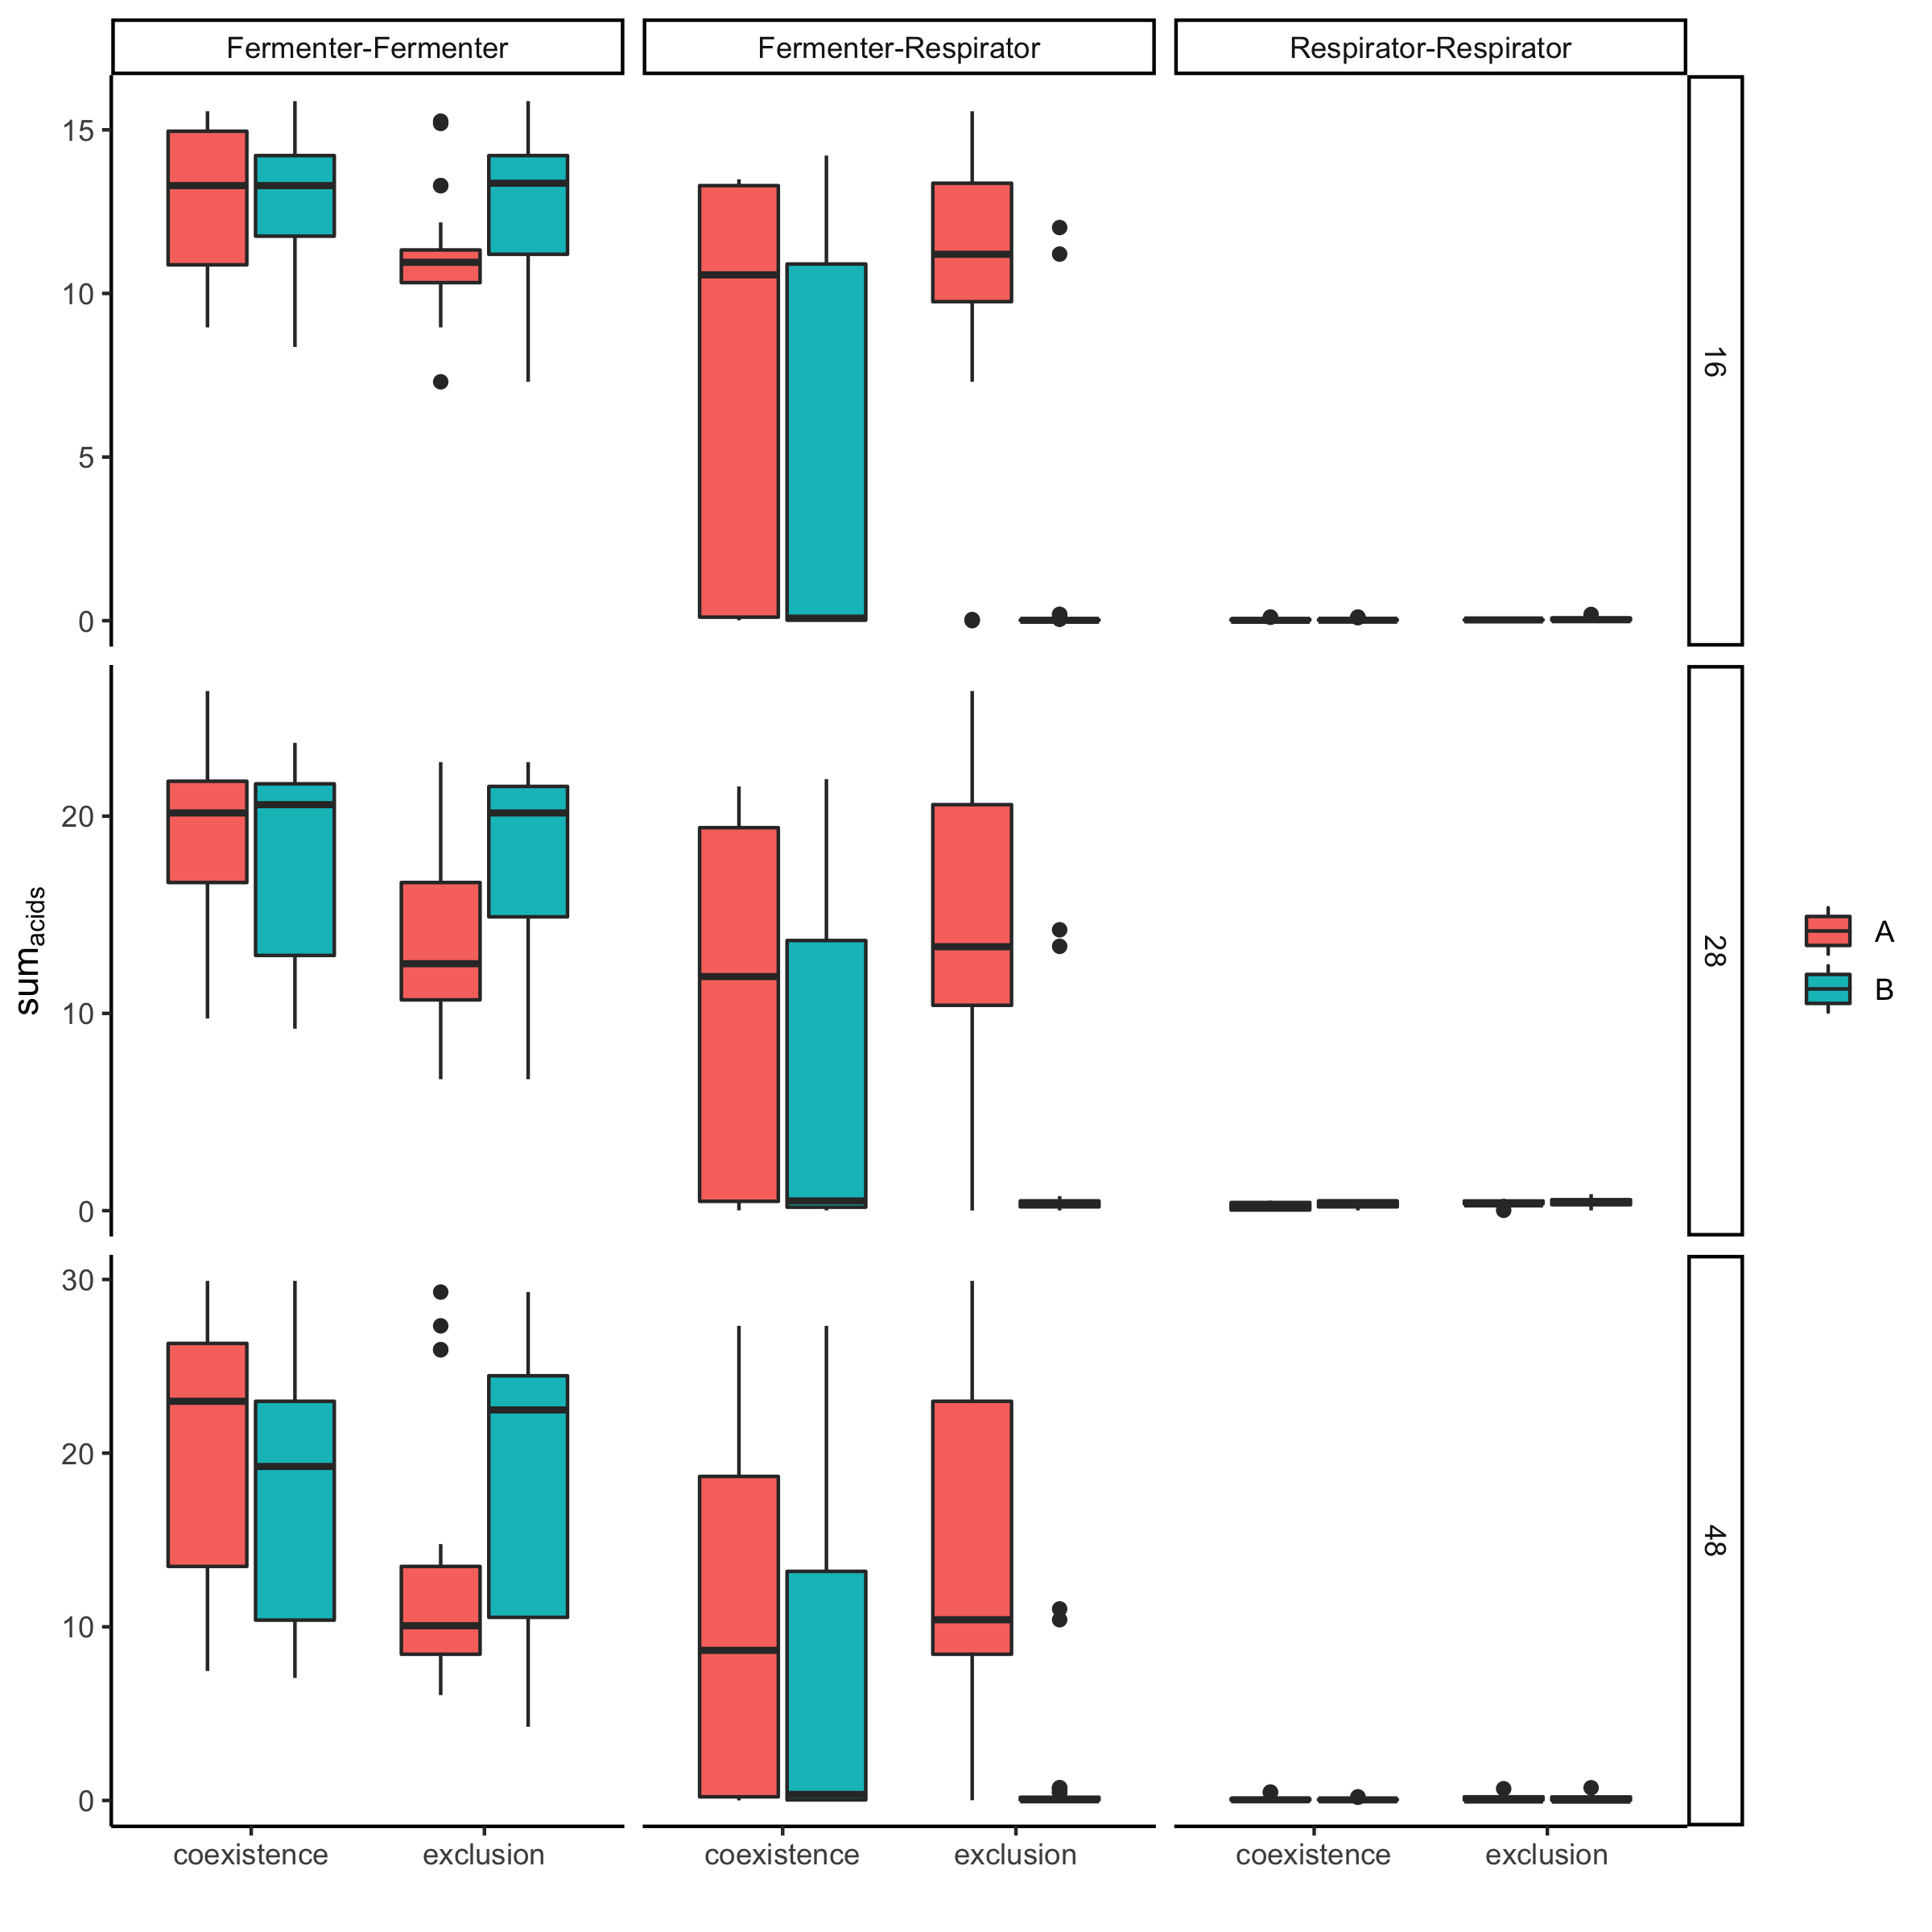 Fermenter-Fermenter
Fermenter-Respirator
Respirator-Respirator
15
10
5
0
16
20
10
0
28
30
20
10
0
48
sumacids
A
B
coexistence
exclusion
coexistence
exclusion
coexistence
exclusion